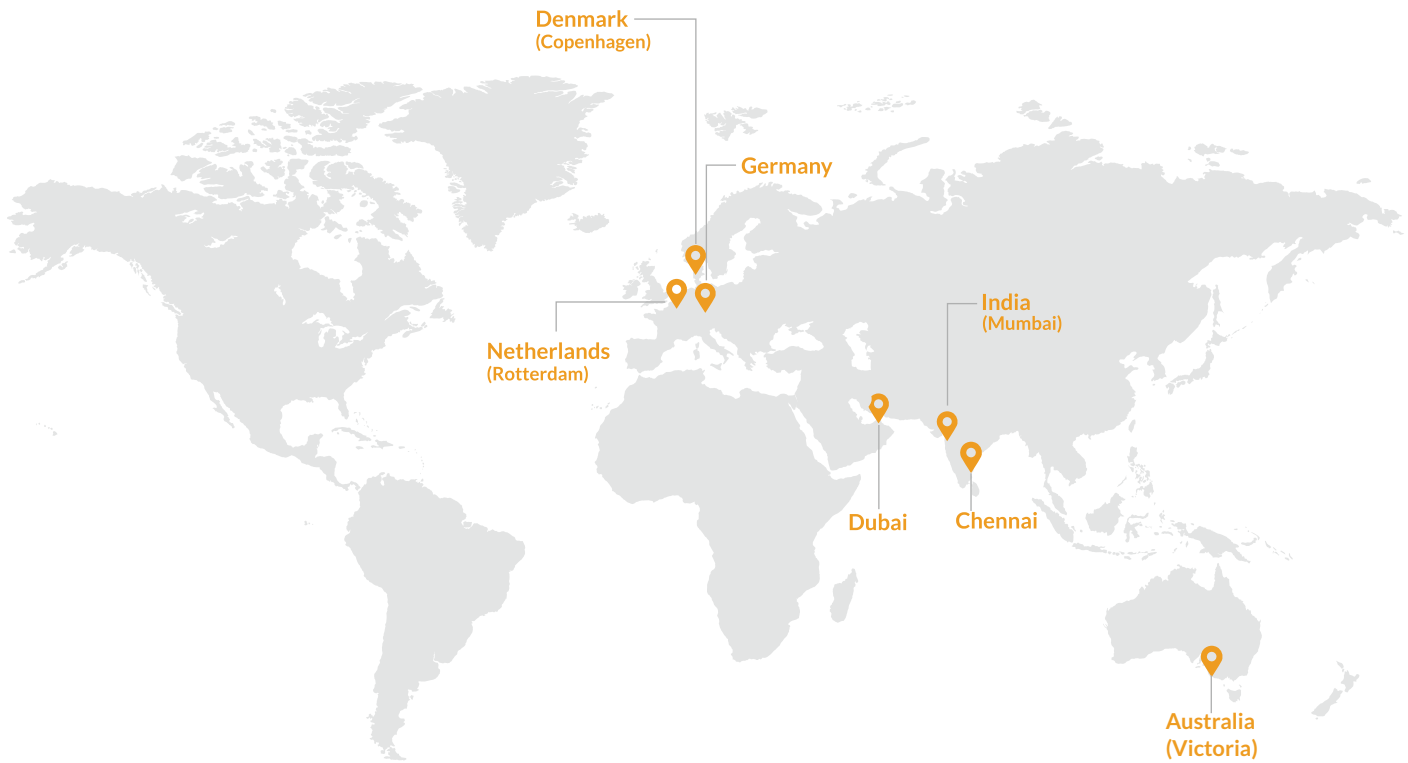 Denmark
(Copenhagen)
Germany
India
(Mumbai)
Netherlands
(Rotterdam)
Dubai
Chennai
Australia
(Victoria)